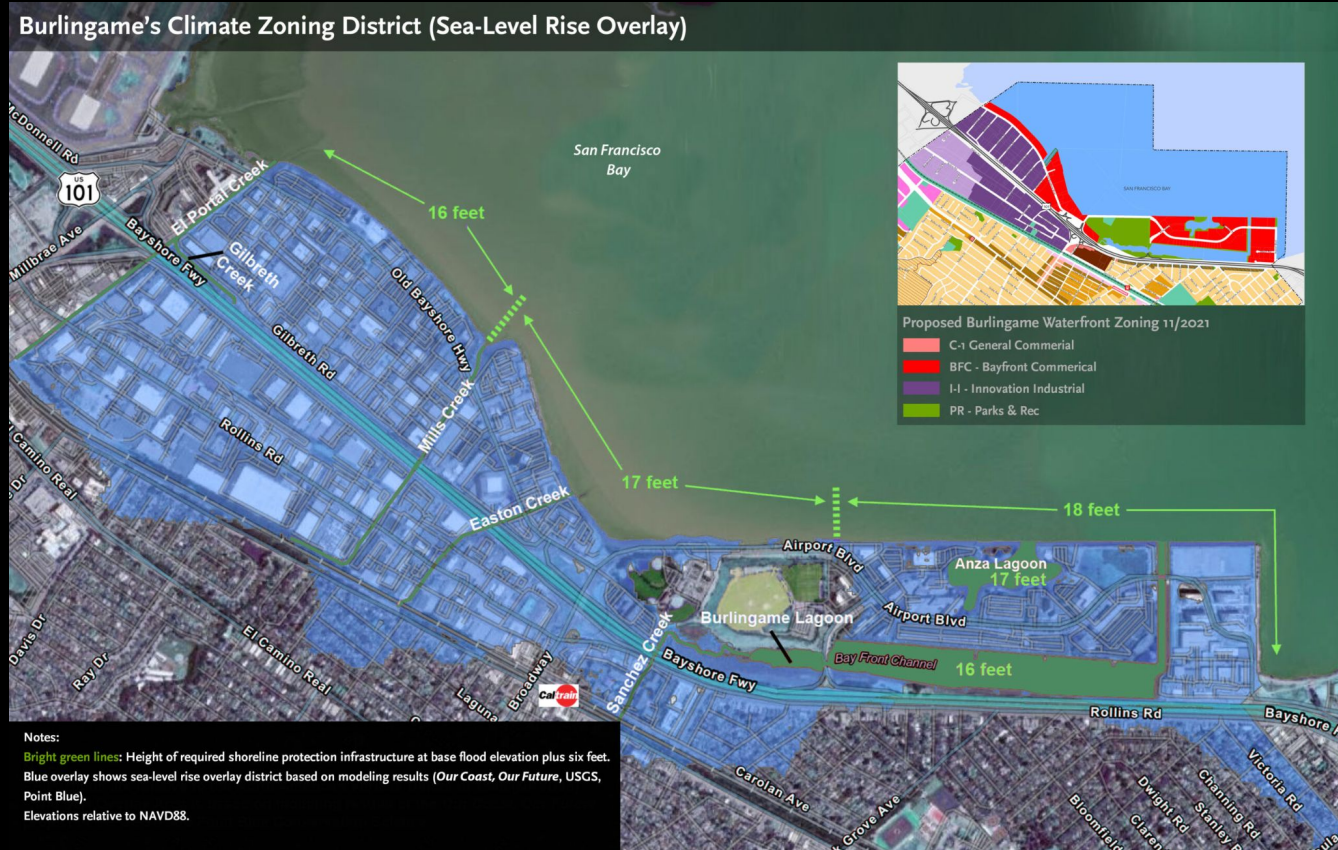 Burlingame's Climate Zoning District (Sea-Level Rise Overlay)
McDonnell Rd
US
101
Millbrae Ave
El Portal Creek
Bayshore Fwy
Gilbreth
Creek
Old Bayshore Hwy
Gilbreth Rd
16 feet
San Francisco
Bay
SAN FRANCISCO BAY
Proposed Burlingame Waterfront Zoning 11/2021
C-1 General Commerial
BFC - Bayfront Commerical
I-I - Innovation Industrial
PR - Parks & Rec
Rollins Rd
Mills Creek
Camino Real
Dr
Easton Creek
17 feet
18 feet
Airport Blvd
Anza Lagoon
17 feet
Airport Blvd
Burlingame Lagoon
Bay Front Channel
16 feet
Sanchez Creek
Bayshore Fwy
Rollins Rd
Bayshore
Davis Dr
Ray Dr
El Camino Real
Laguna
Broadway
Caltrain
Carolan Ave
Grove Ave
Victoria Rd
Channing Rd
Stanley
Dwight Rd
Claren
Bloomfield
Notes:
Bright green lines: Height of required shoreline protection infrastructure at base flood elevation plus six feet.
Blue overlay shows sea-level rise overlay district based on modeling results (Our Coast, Our Future, USGS,
Point Blue).
Elevations relative to NAVD88.